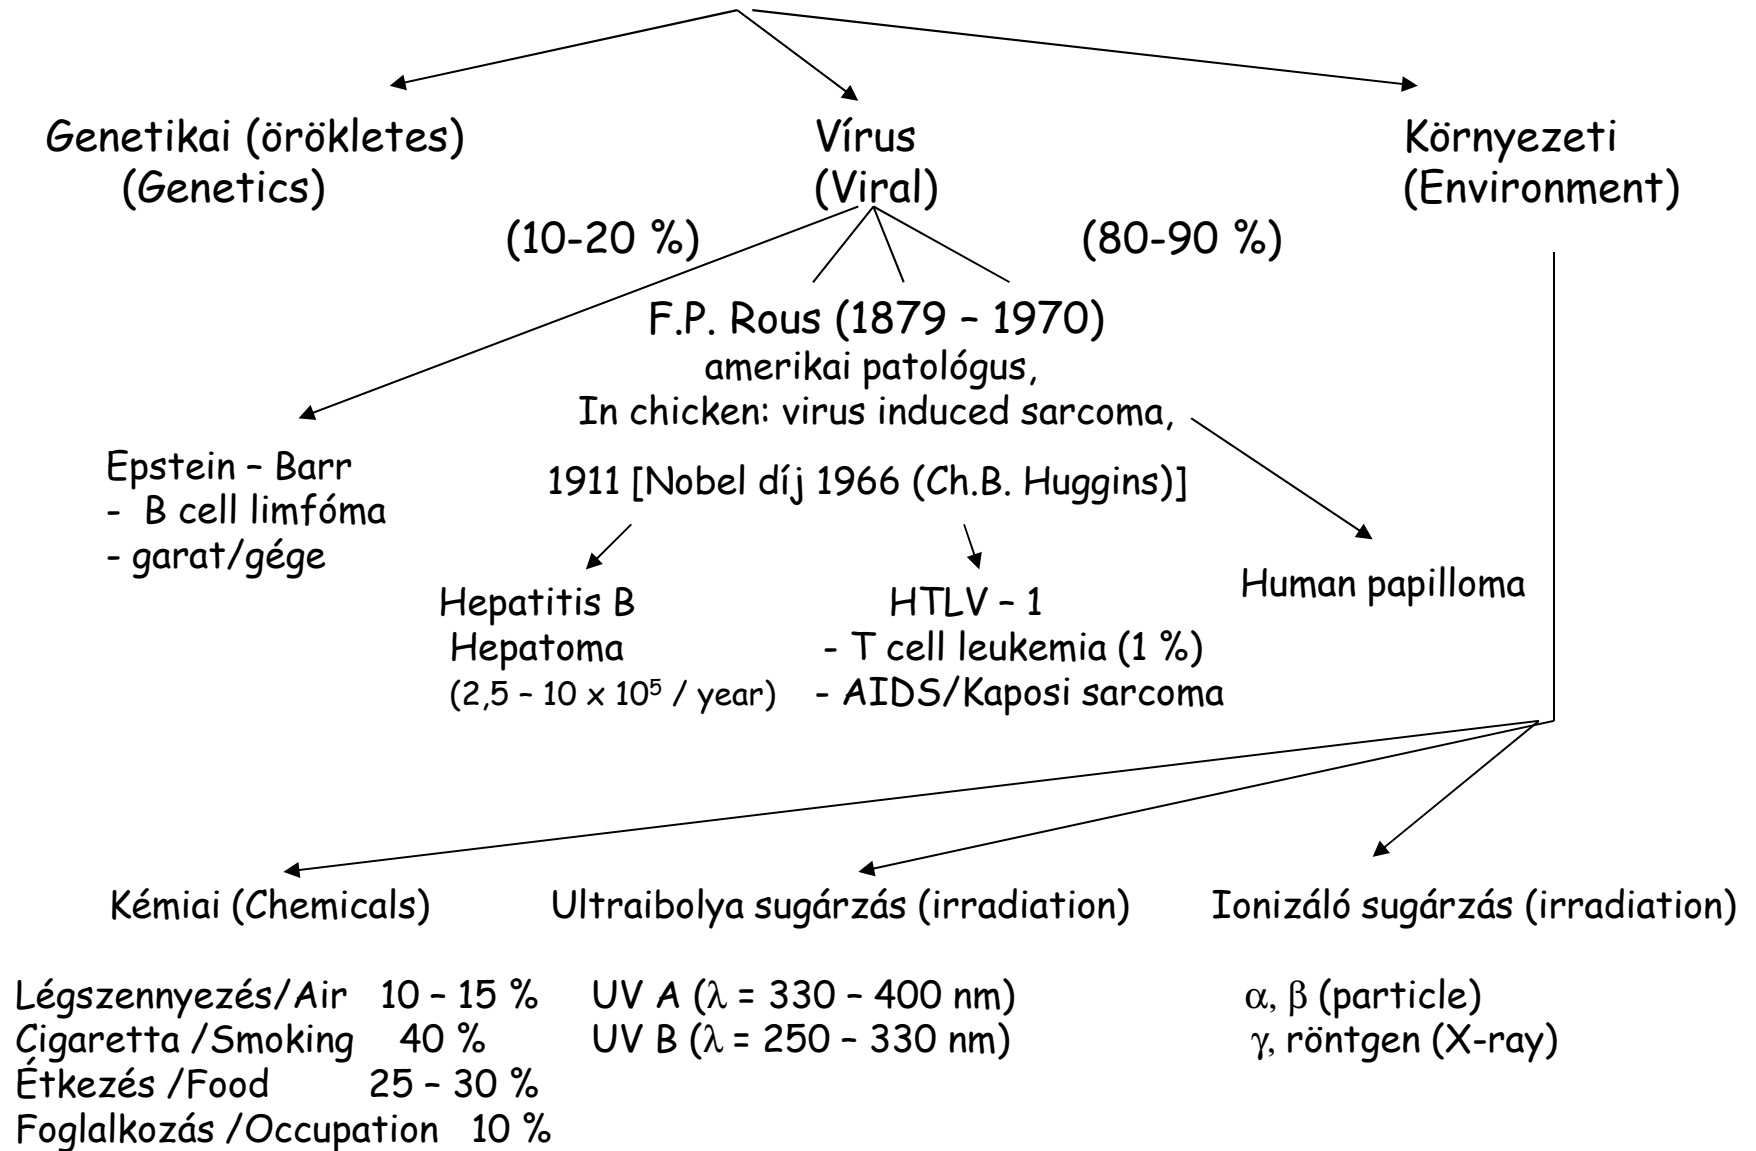 Genetikai (örökletes)
(Genetics)
Vírus
(Viral)
Környezeti
(Environment)
(10-20 %)
(80-90 %)
F.P. Rous (1879 – 1970)
amerikai patológus,
In chicken: virus induced sarcoma,
1911 [Nobel díj 1966 (Ch.B. Huggins)]
Epstein – Barr
- B cell limfóma
- garat/gége
Hepatitis B
Hepatoma
(2,5 – 10 x 10⁵ / year)
HTLV – 1
- T cell leukemia (1 %)
- AIDS/Kaposi sarcoma
Human papilloma
Kémiai (Chemicals)
Légszennyezés/Air 10 – 15 %
Cigaretta /Smoking 40 %
Étkezés /Food 25 – 30 %
Foglalkozás /Occupation 10 %
Ultraibolya sugárzás (irradiation)
UV A (λ = 330 – 400 nm)
UV B (λ = 250 – 330 nm)
Ionizáló sugárzás (irradiation)
α, β (particle)
γ, röntgen (X-ray)